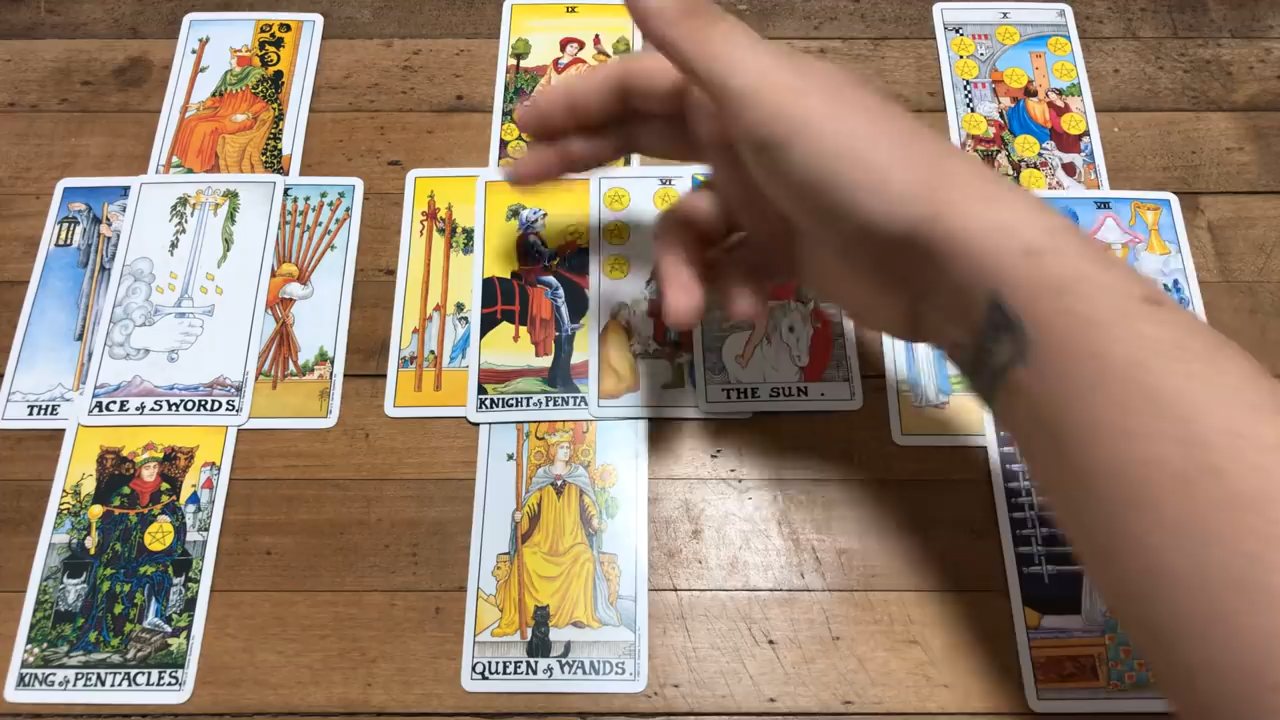 IX
X
VI
VII
THE
ACE of SWORDS.
KNIGHT of PENTA
THE SUN .
KING of PENTACLES.
QUEEN of WANDS.